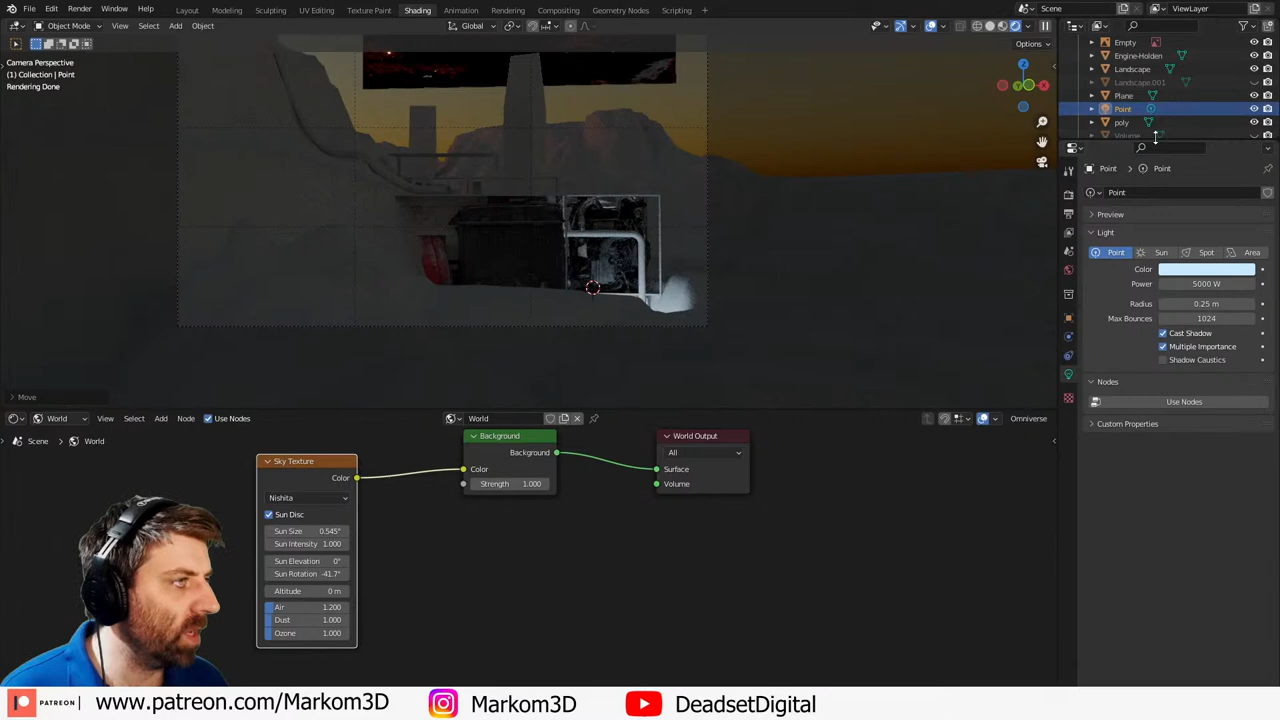 File Edit Render Window Help Layout Modeling Sculpting UV Editing Texture Paint Shading Animation Rendering Compositing Geometry Nodes Scripting Scene ViewLayer
Object Mode View Select Add Object Global
Options
Camera Perspective
(1) Collection | Point
Rendering Done
X Y Z
Empty
Engine-Holden
Landscape
Landscape.001
Plane
Point
poly
Volume
Point Point
Point
Preview
Light
Point Sun Spot Area
Color
Power 5000 W
Radius 0.25 m
Max Bounces 1024
Cast Shadow
Multiple Importance
Shadow Caustics
Nodes
Use Nodes
Custom Properties
Move
World View Select Add Node Use Nodes World Omniverse
Scene World
Sky Texture
Color
Nishita
Sun Disc
Sun Size 0.545°
Sun Intensity 1.000
Sun Elevation 0°
Sun Rotation -41.7°
Altitude 0 m
Air 1.200
Dust 1.000
Ozone 1.000
Background
Background
Color
Strength 1.000
World Output
All
Surface
Volume
PATREON www.patreon.com/Markom3D Markom3D DeadsetDigital